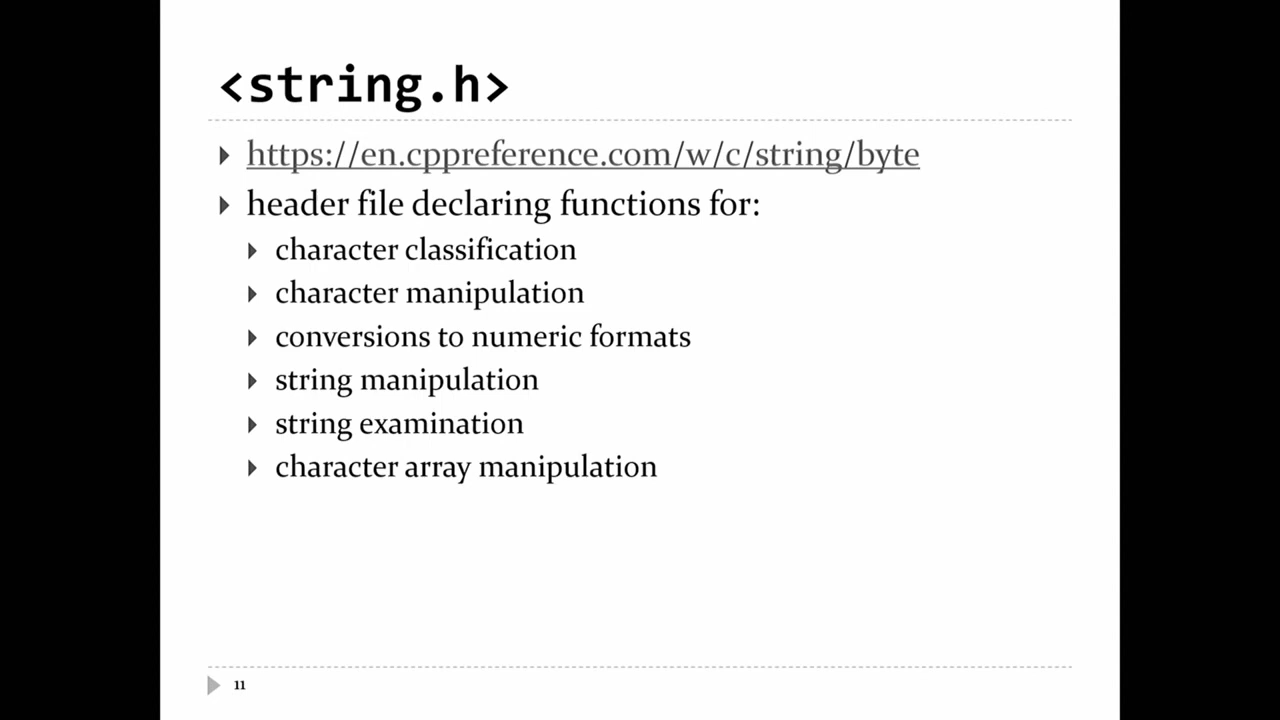 <string.h>
https://en.cppreference.com/w/c/string/byte
header file declaring functions for:
character classification
character manipulation
conversions to numeric formats
string manipulation
string examination
character array manipulation
11